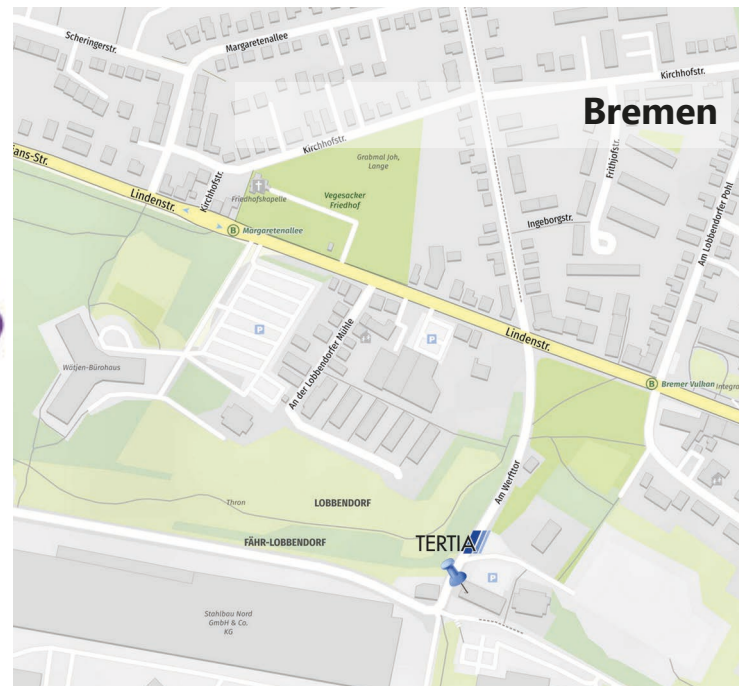 Scheringerstr.
Margaretenallee
Kirchhofstr.
Bremen
Kirchhofstr.
Grabmal Joh,
Lange
ans-Str.
Lindenstr.
Kirchhofstr.
Friedhofskapelle
Vegesacker
Friedhof
Frithjofstr.
Ingeborgstr.
Am Lobbendorfer Pohl
B Margaretenallee
P
P
Lindenstr.
An der Lobbendorfer Mühle
Wätjen-Bürohaus
B Bremer Vulkan
Integra
Am Werfttor
Thran
LOBBENDORF
FÄHR-LOBBENDORF
TERTIA
P
Stahlbau Nord
GmbH & Co.
KG